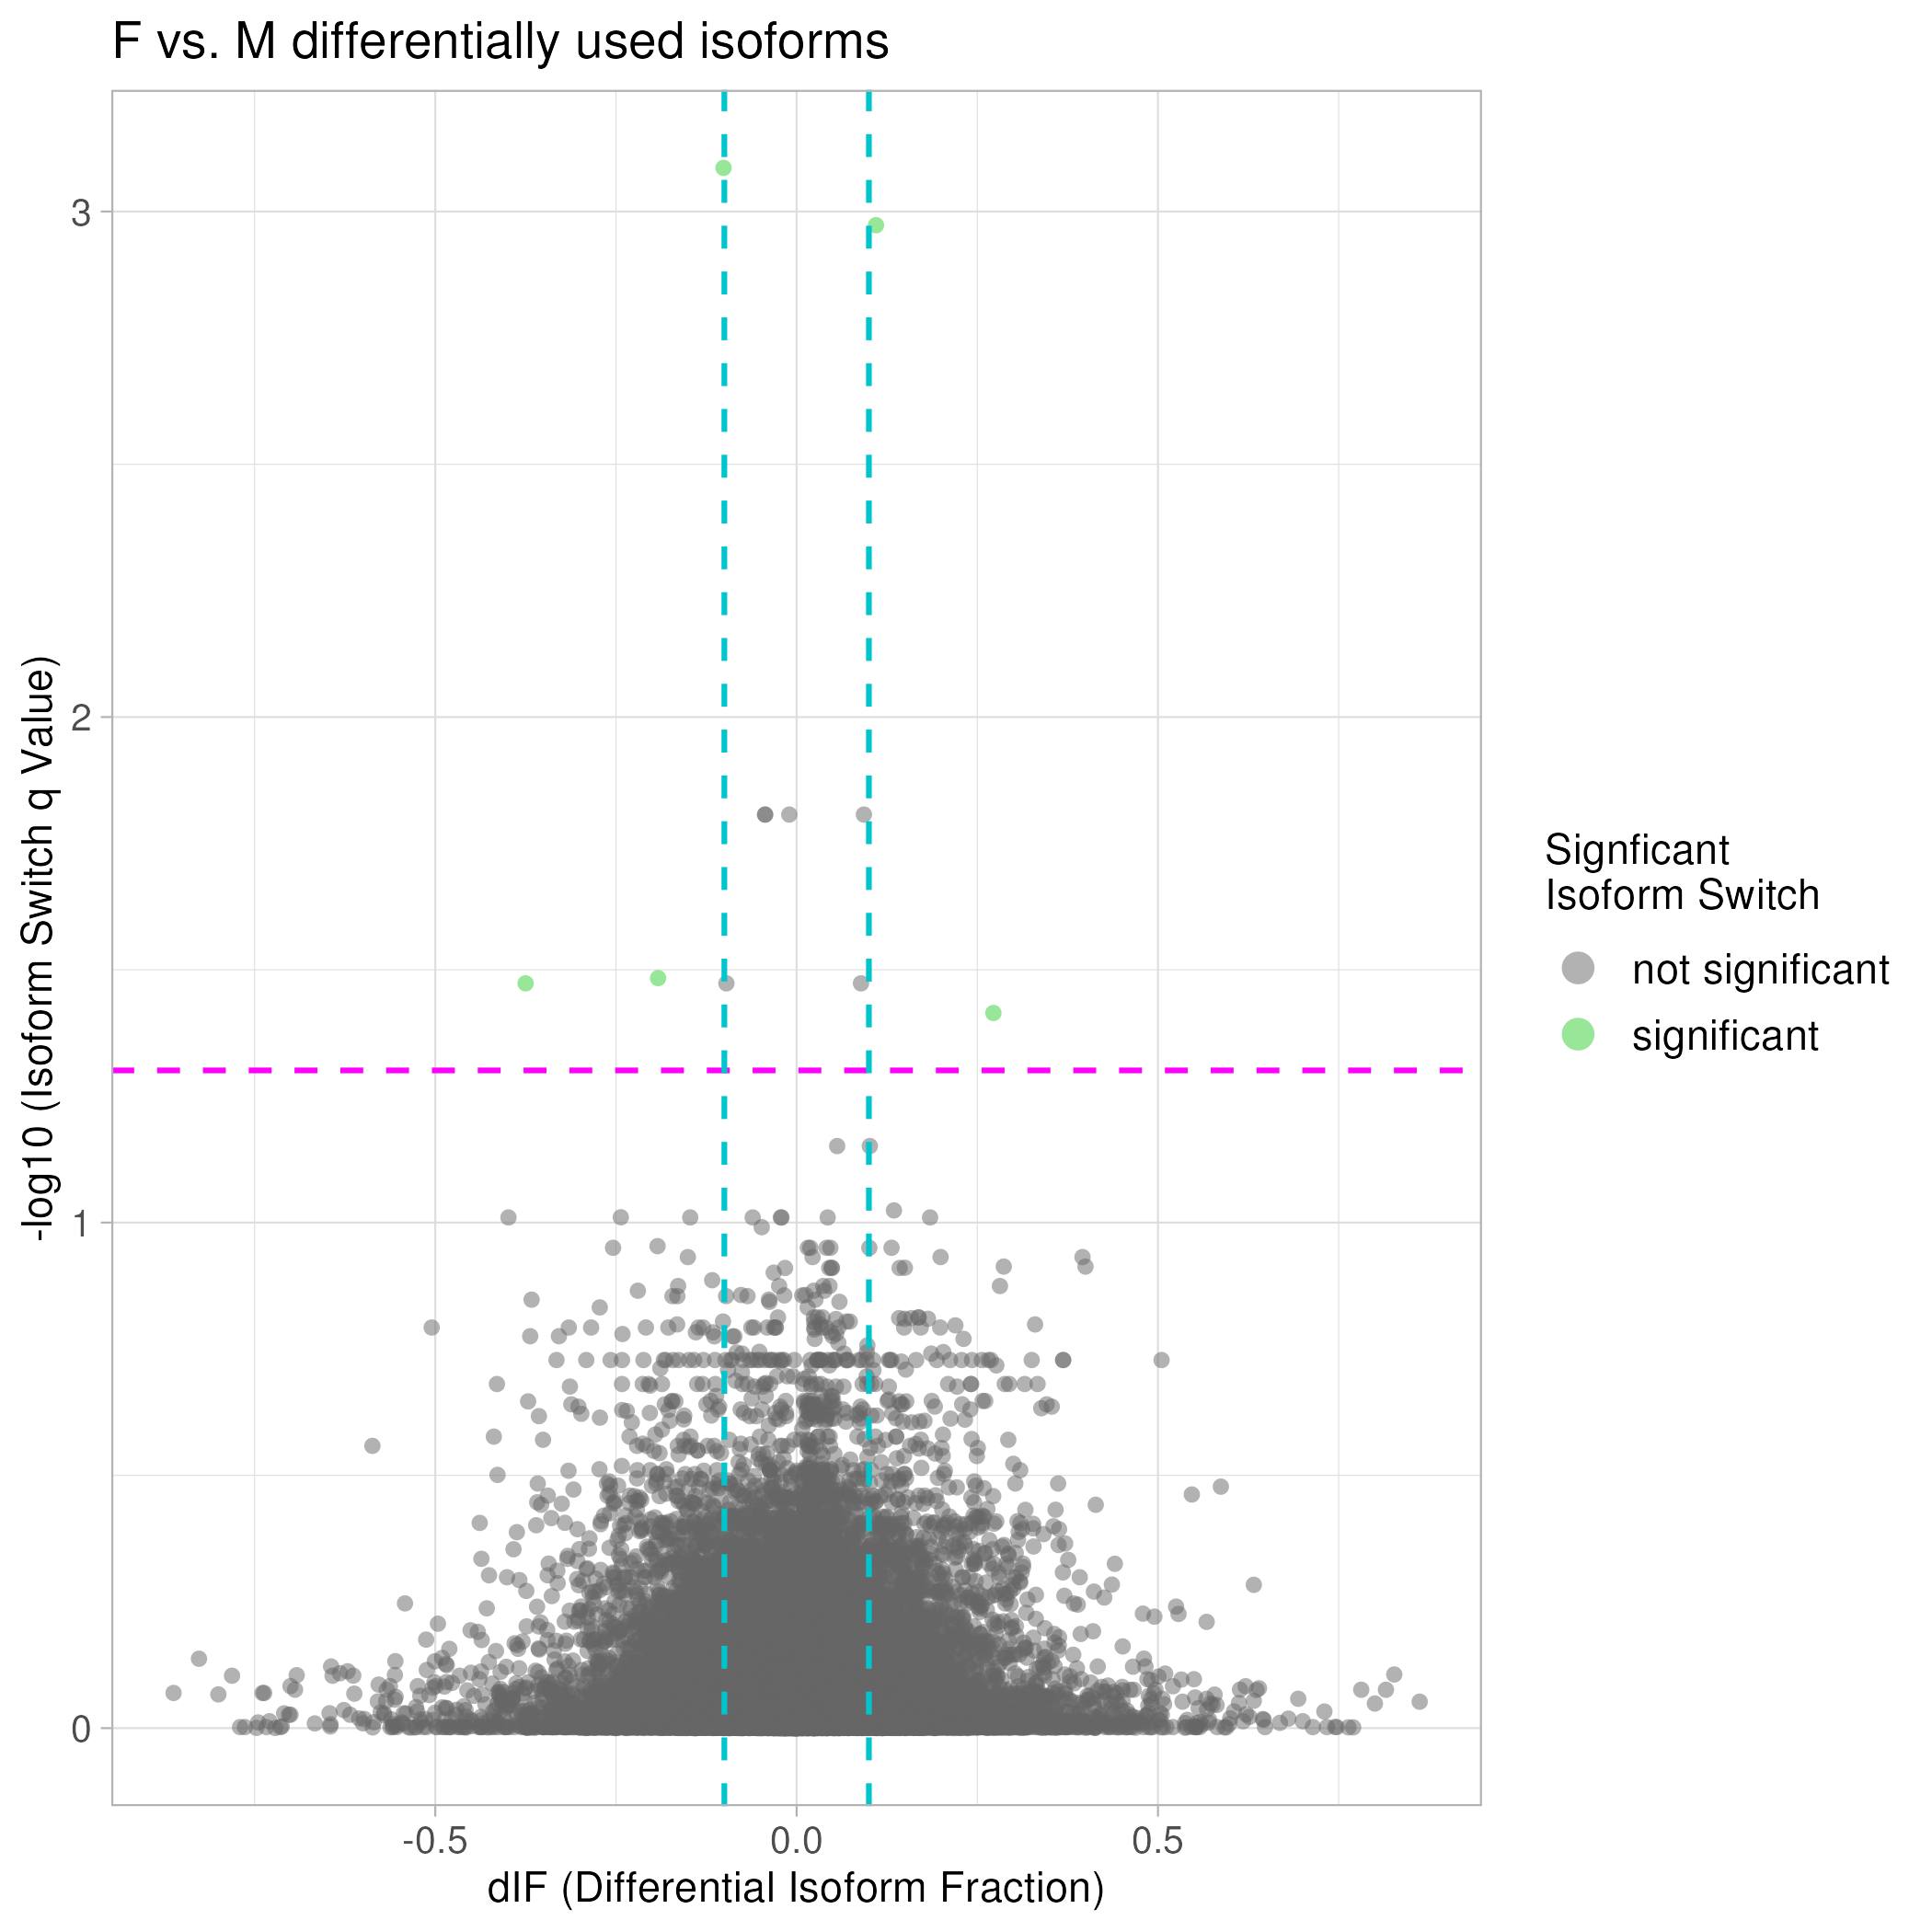 F vs. M differentially used isoforms
3
2
1
0
-log10 (Isoform Switch q Value)
-0.5 0.0 0.5
dIF (Differential Isoform Fraction)
Signficant
Isoform Switch
not significant
significant